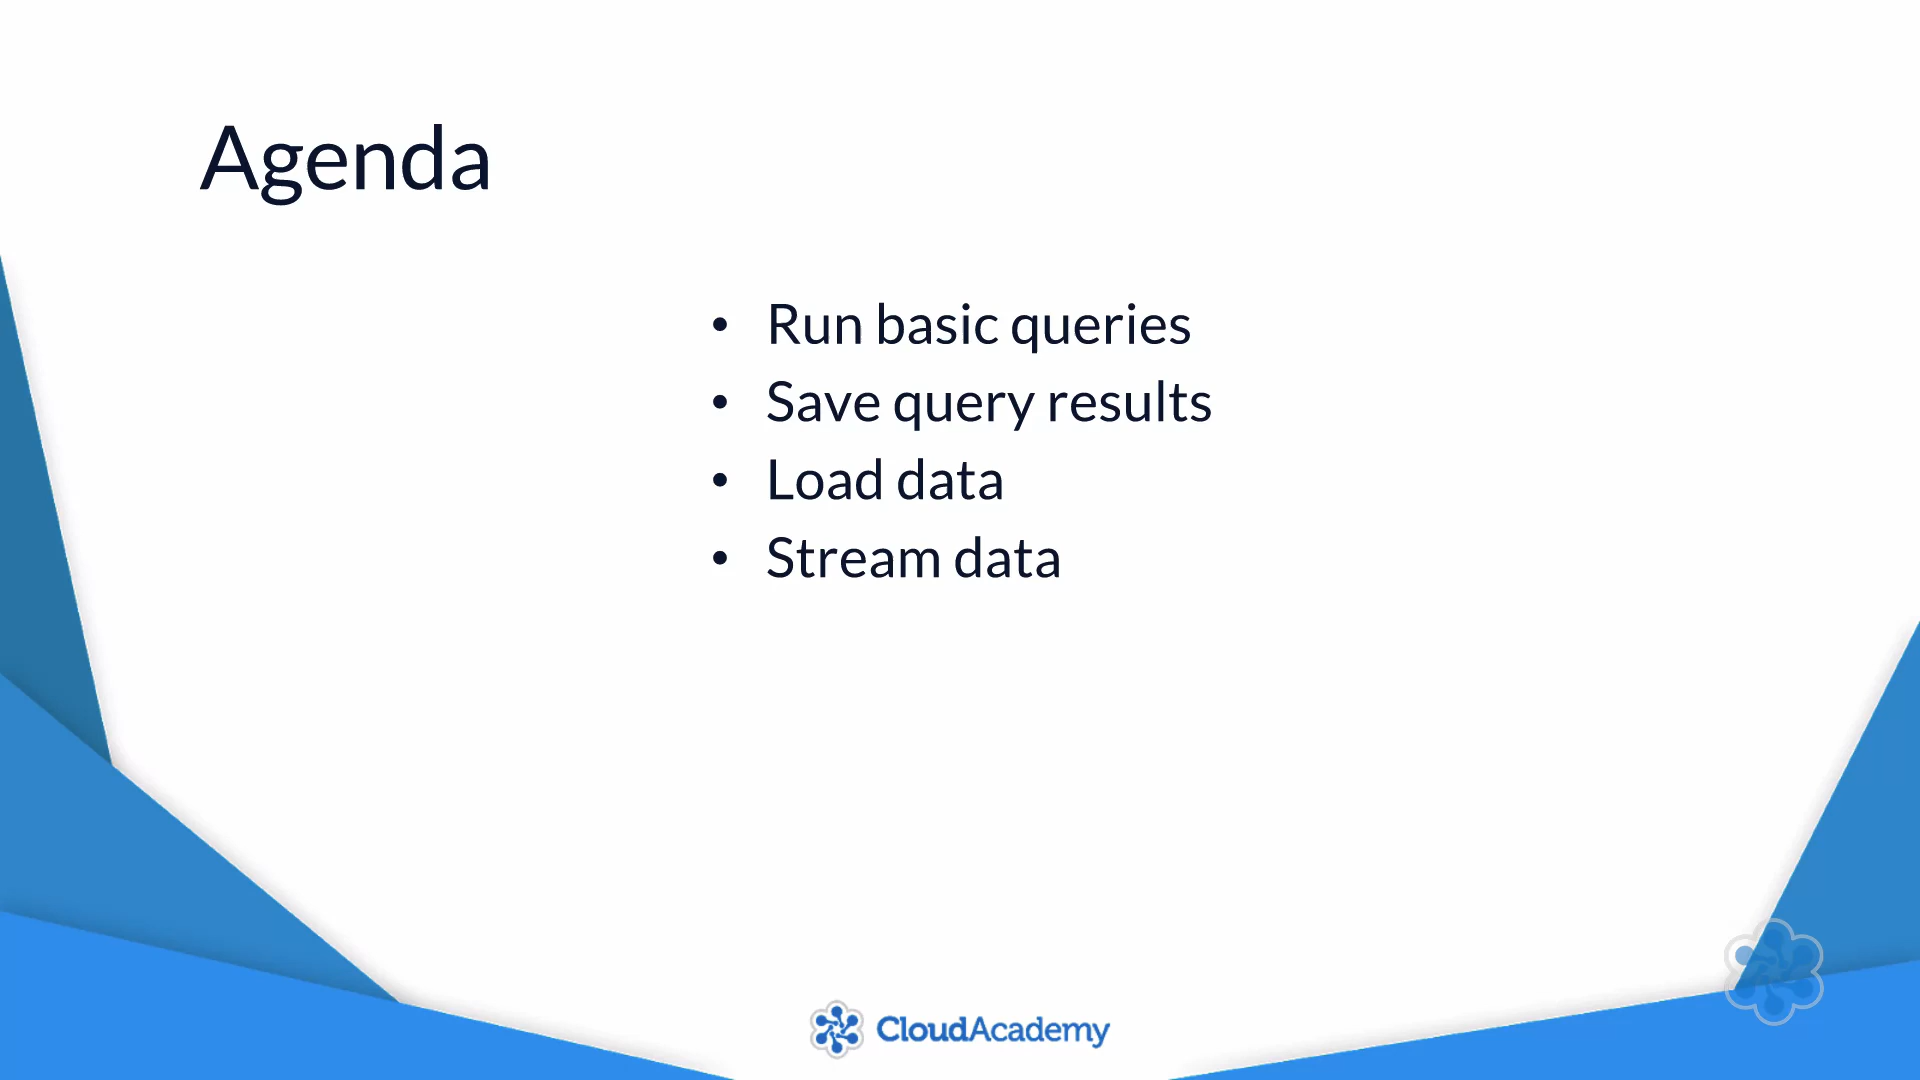 Agenda
• Run basic queries
• Save query results
• Load data
• Stream data
CloudAcademy